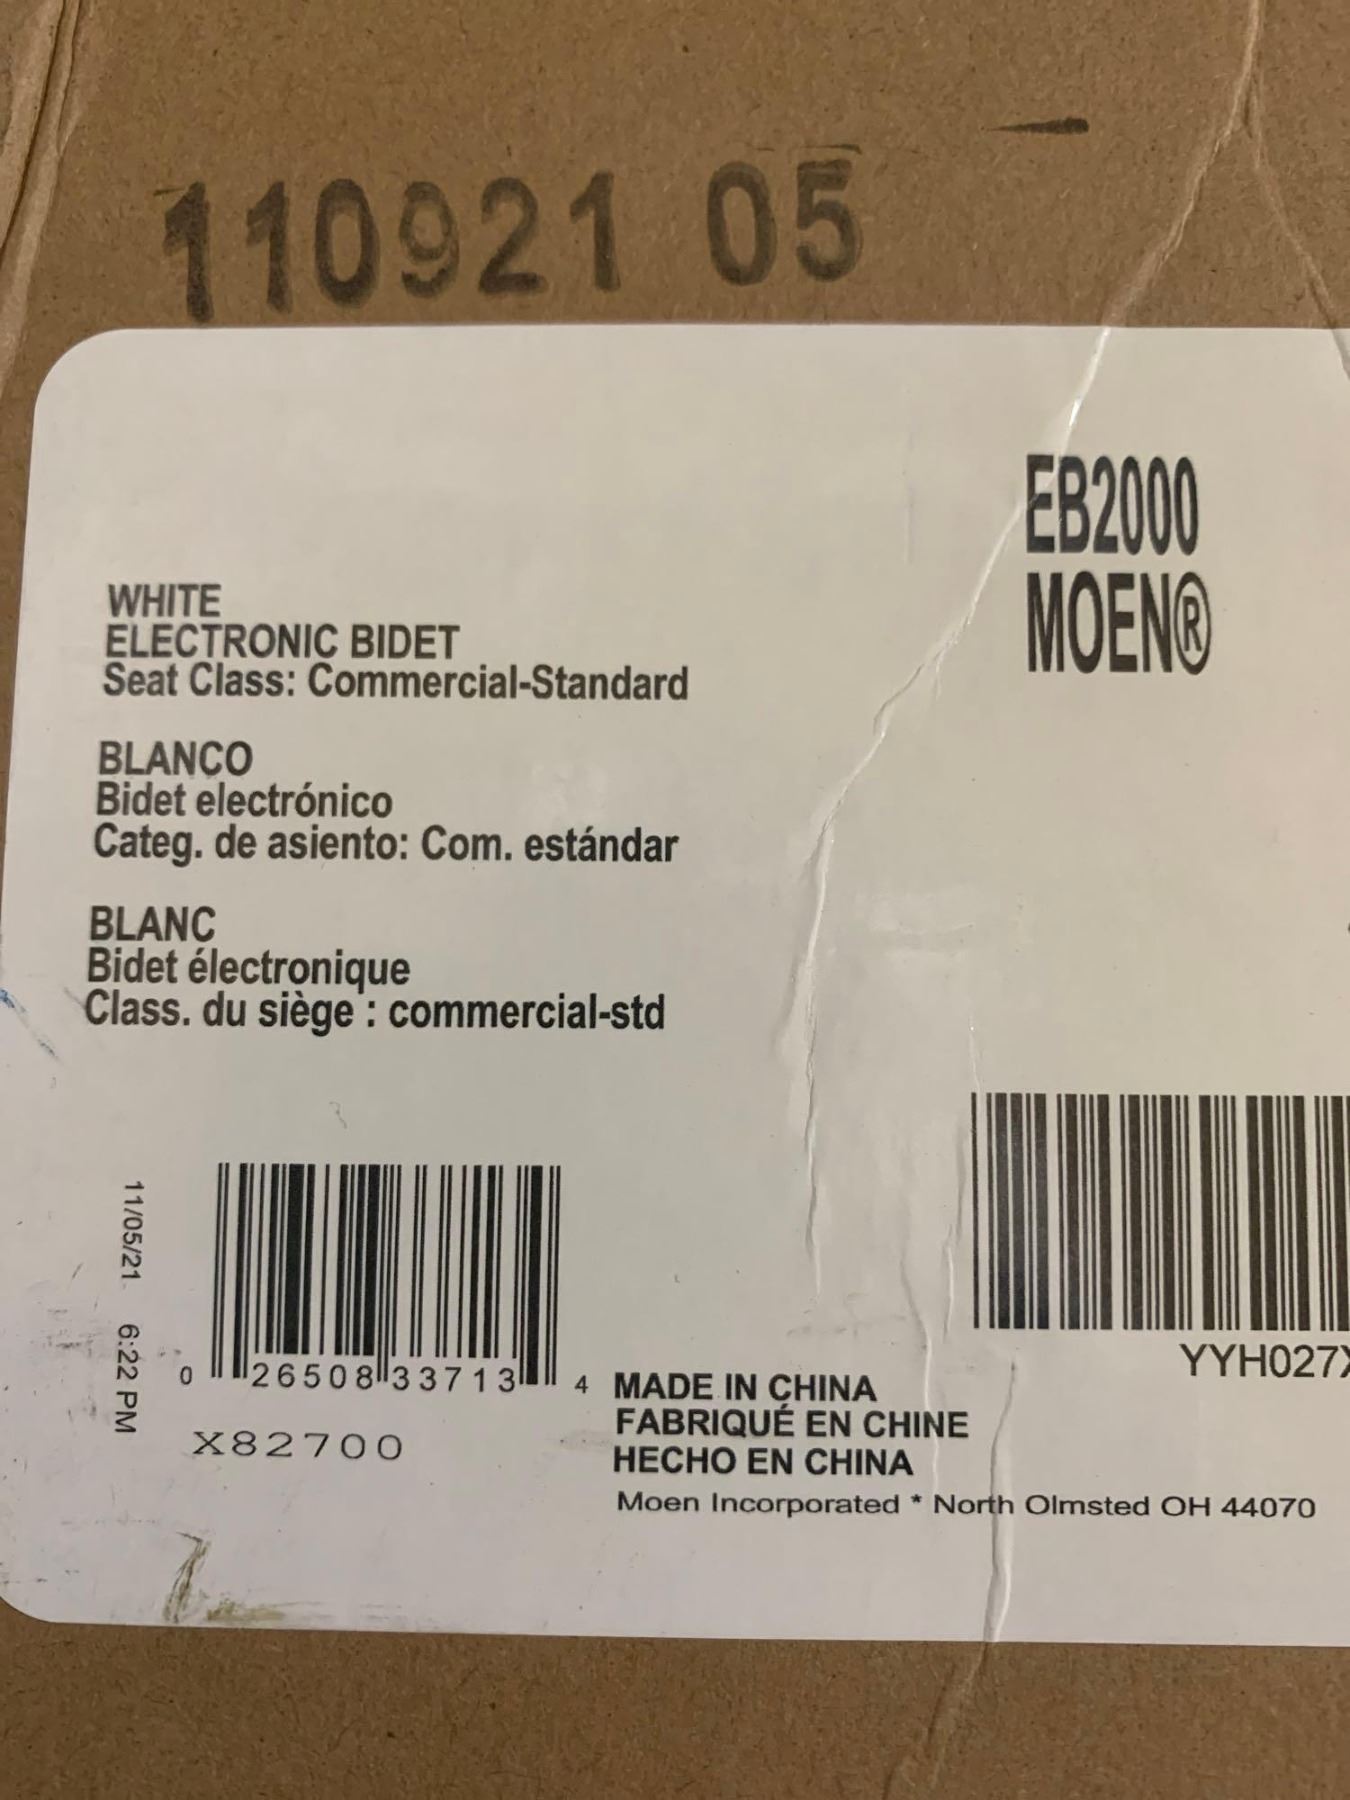 110921 05
EB2000
MOEN®
WHITE
ELECTRONIC BIDET
Seat Class: Commercial-Standard
BLANCO
Bidet electrónico
Categ. de asiento: Com. estándar
BLANC
Bidet électronique
Class. du siège : commercial-std
11/05/21 6:22 PM
0 26508 33713 4
X82700
YYH027X
MADE IN CHINA
FABRIQUÉ EN CHINE
HECHO EN CHINA
Moen Incorporated * North Olmsted OH 44070